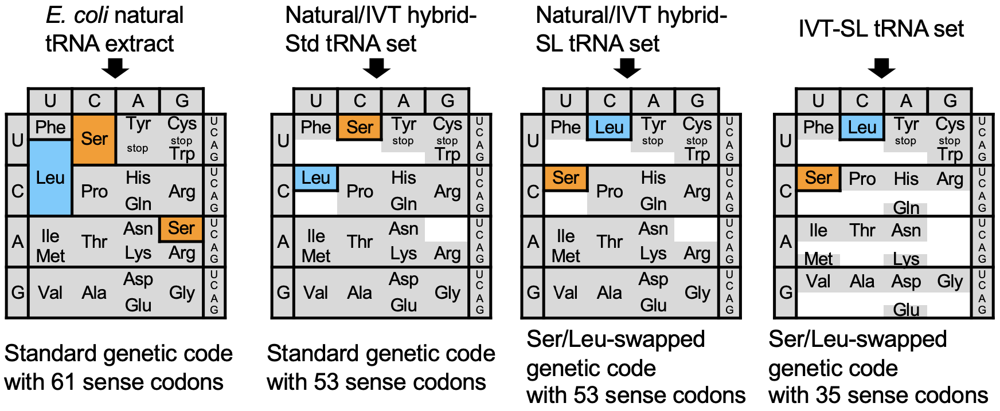 E. coli natural
tRNA extract
Natural/IVT hybrid-
Std tRNA set
Natural/IVT hybrid-
SL tRNA set
IVT-SL tRNA set
U C A G
U Phe Ser Tyr Cys U
stop C
stop Trp A
Leu G
C Pro His Arg U
C
Gln A
G
A Ile Thr Asn Ser U
C
Met Lys Arg A
G
G Val Ala Asp Gly U
C
Glu A
G
U C A G
U Phe Ser Tyr Cys U
stop stop C
Trp A
G
C Leu Pro His Arg U
C
Gln A
G
A Ile Thr Asn U
C
Met Lys Arg A
G
G Val Ala Asp Gly U
C
Glu A
G
U C A G
U Phe Leu Tyr Cys U
stop stop C
Trp A
G
C Ser Pro His Arg U
C
Gln A
G
A Ile Thr Asn U
C
Met Lys Arg A
G
G Val Ala Asp Gly U
C
Glu A
G
U C A G
U Phe Leu Tyr Cys U
stop stop C
Trp A
G
C Ser Pro His Arg U
C
A
Gln G
A Ile Thr Asn U
C
A
Met Lys G
G Val Ala Asp Gly U
C
A
Glu G
Standard genetic code
with 61 sense codons
Standard genetic code
with 53 sense codons
Ser/Leu-swapped
genetic code
with 53 sense codons
Ser/Leu-swapped
genetic code
with 35 sense codons